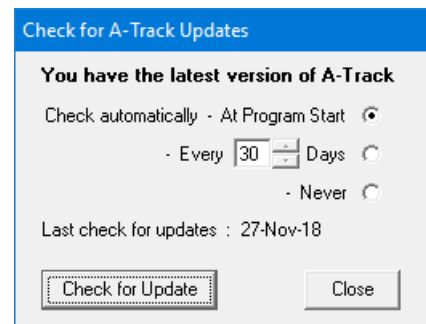 Check for A-Track Updates
You have the latest version of A-Track
Check automatically - At Program Start
- Every 30 Days
- Never
Last check for updates : 27-Nov-18
Check for Update Close